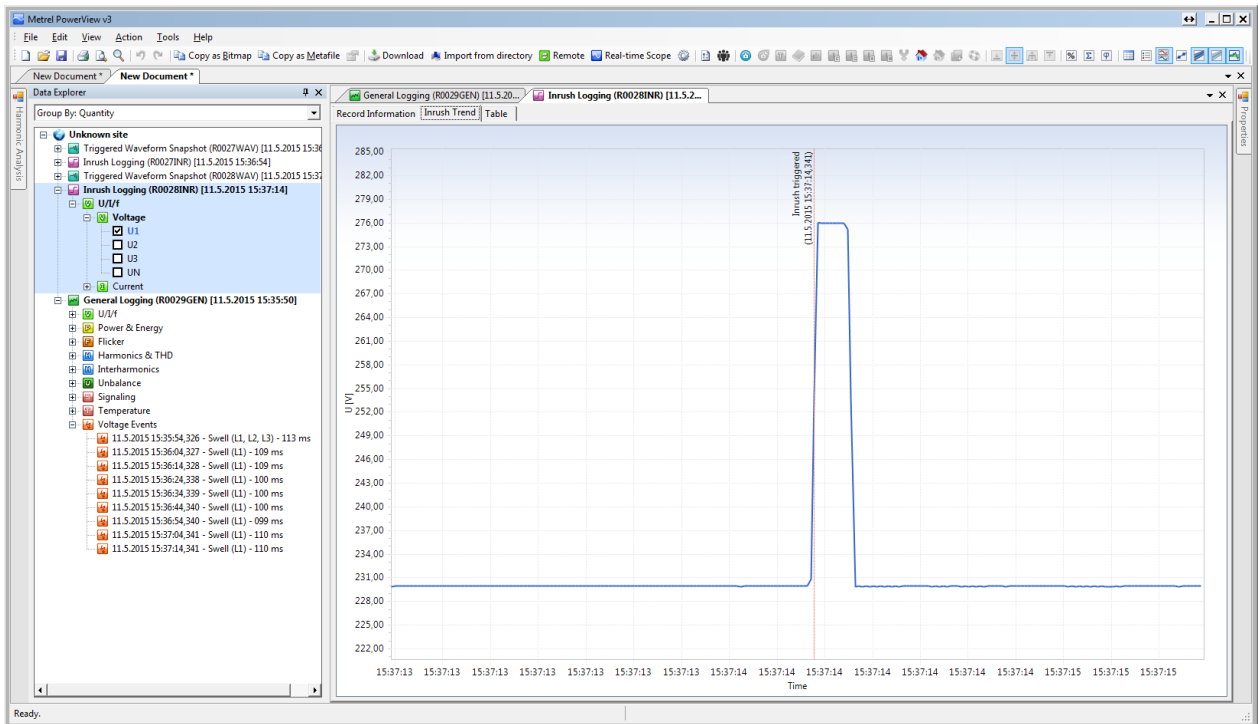 Metrel PowerView v3
File Edit View Action Tools Help
Copy as Bitmap Copy as Metafile Download Import from directory Remote Real-time Scope
New Document * New Document *
Data Explorer
Group By: Quantity
Unknown site
Triggered Waveform Snapshot (R0027WAV) [11.5.2015 15:36
Inrush Logging (R0027INR) [11.5.2015 15:36:54]
Triggered Waveform Snapshot (R0028WAV) [11.5.2015 15:37
Inrush Logging (R0028INR) [11.5.2015 15:37:14]
U/I/f
Voltage
U1
U2
U3
UN
Current
General Logging (R0029GEN) [11.5.2015 15:35:50]
U/I/f
Power & Energy
Flicker
Harmonics & THD
Interharmonics
Unbalance
Signaling
Temperature
Voltage Events
11.5.2015 15:35:54,326 - Swell (L1, L2, L3) - 113 ms
11.5.2015 15:36:04,327 - Swell (L1) - 109 ms
11.5.2015 15:36:14,328 - Swell (L1) - 109 ms
11.5.2015 15:36:24,338 - Swell (L1) - 100 ms
11.5.2015 15:36:34,339 - Swell (L1) - 100 ms
11.5.2015 15:36:44,340 - Swell (L1) - 100 ms
11.5.2015 15:36:54,340 - Swell (L1) - 099 ms
11.5.2015 15:37:04,341 - Swell (L1) - 110 ms
11.5.2015 15:37:14,341 - Swell (L1) - 110 ms
Harmonic Analysis
General Logging (R0029GEN) [11.5.20... Inrush Logging (R0028INR) [11.5.2...
Record Information Inrush Trend Table
Properties
285,00
282,00
279,00
276,00
273,00
270,00
267,00
264,00
261,00
258,00
255,00
252,00
249,00
246,00
243,00
240,00
237,00
234,00
231,00
228,00
225,00
222,00
U [V]
Inrush triggered
(11.5.2015 15:37:14,341)
15:37:13 15:37:13 15:37:13 15:37:13 15:37:13 15:37:13 15:37:13 15:37:14 15:37:14 15:37:14 15:37:14 15:37:14 15:37:14 15:37:14 15:37:15 15:37:15 15:37:15
Time
Ready.